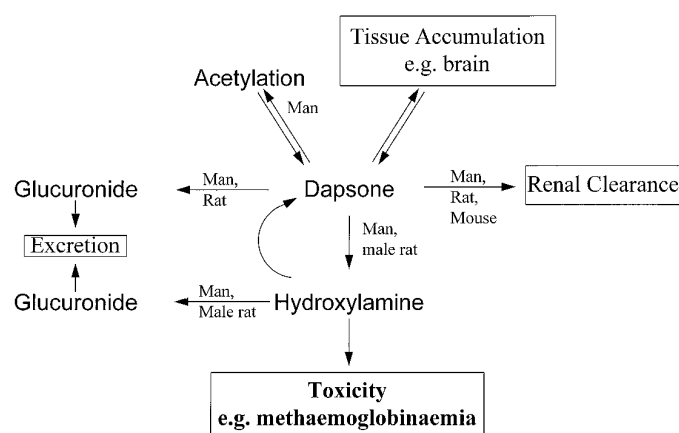 Tissue Accumulation
e.g. brain
Acetylation
Man
Glucuronide
Man,
Rat
Dapsone
Man,
Rat,
Mouse
Renal Clearance
Excretion
Man,
male rat
Glucuronide
Man,
Male rat
Hydroxylamine
Toxicity
e.g. methaemoglobinaemia